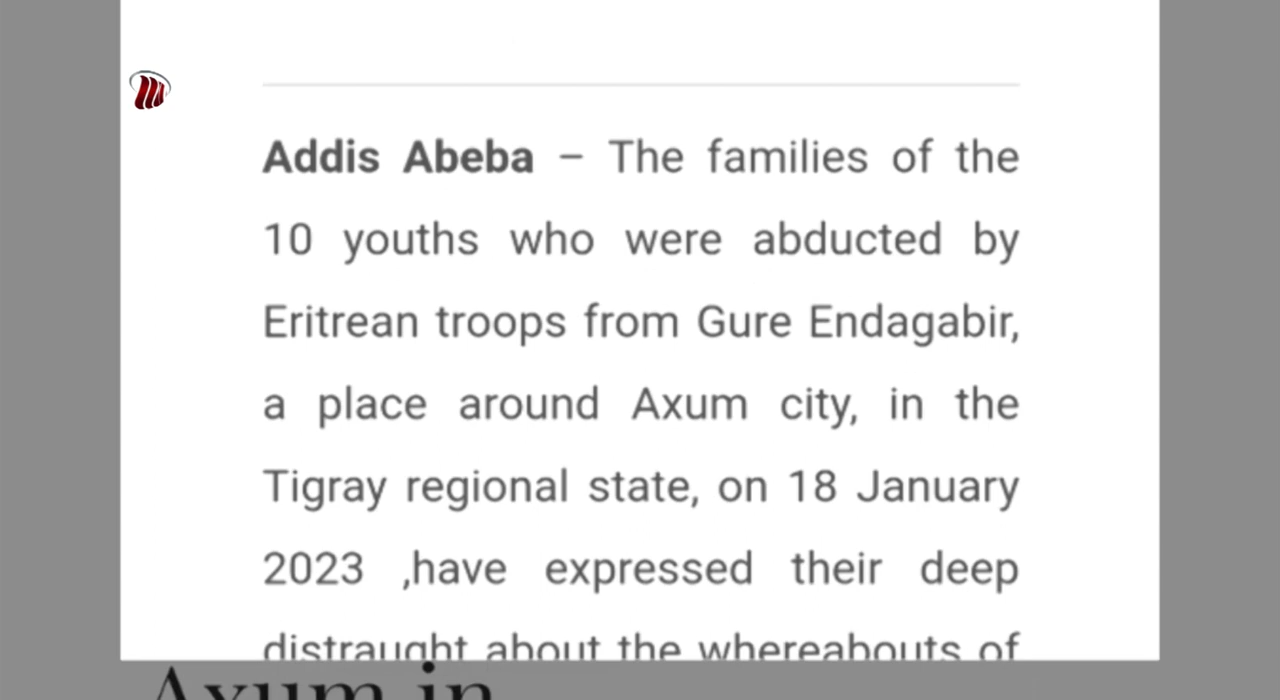 Addis Abeba – The families of the
10 youths who were abducted by
Eritrean troops from Gure Endagabir,
a place around Axum city, in the
Tigray regional state, on 18 January
2023 ,have expressed their deep
distraught about the whereabouts of
Axum in